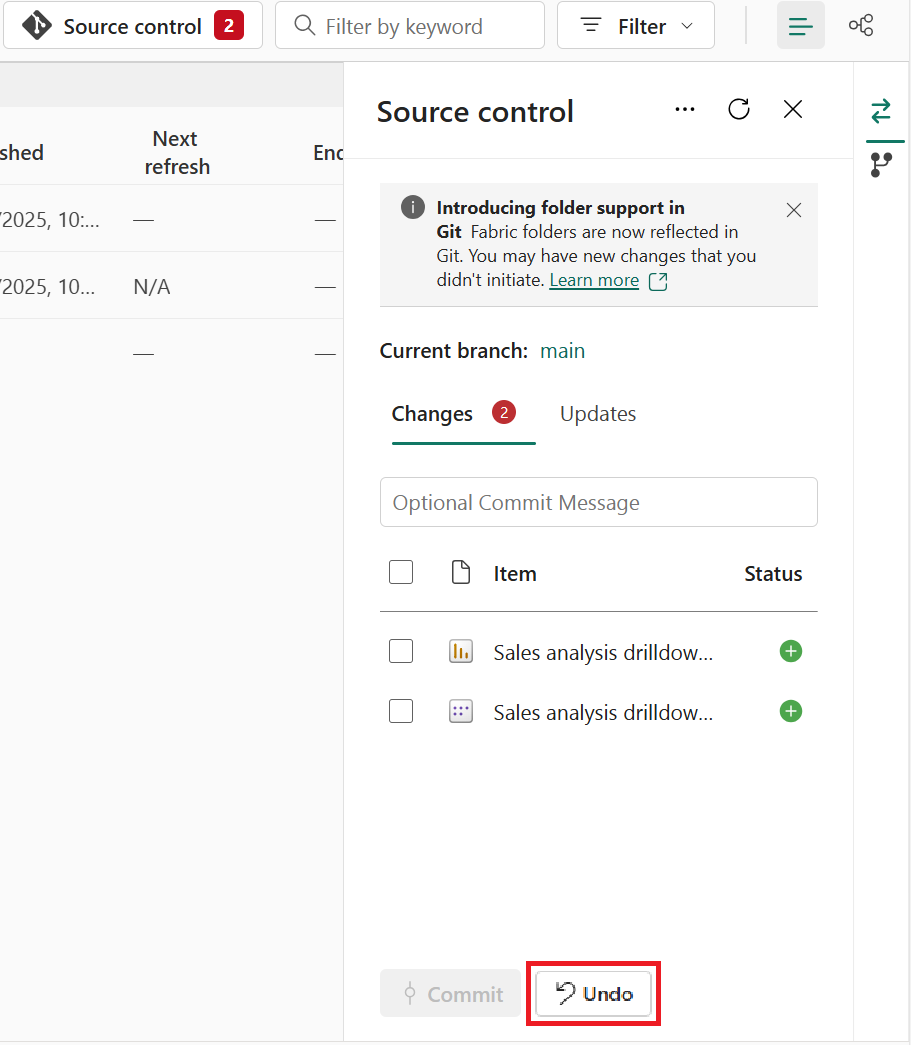 Source control 2
Filter by keyword
Filter
Next
refresh
/2025, 10:...
—
—
/2025, 10...
N/A
—
—
—
Source control
Introducing folder support in
Git Fabric folders are now reflected in
Git. You may have new changes that you
didn't initiate. Learn more
Current branch: main
Changes 2
Updates
Optional Commit Message
Item
Status
Sales analysis drilldow...
Sales analysis drilldow...
Commit
Undo